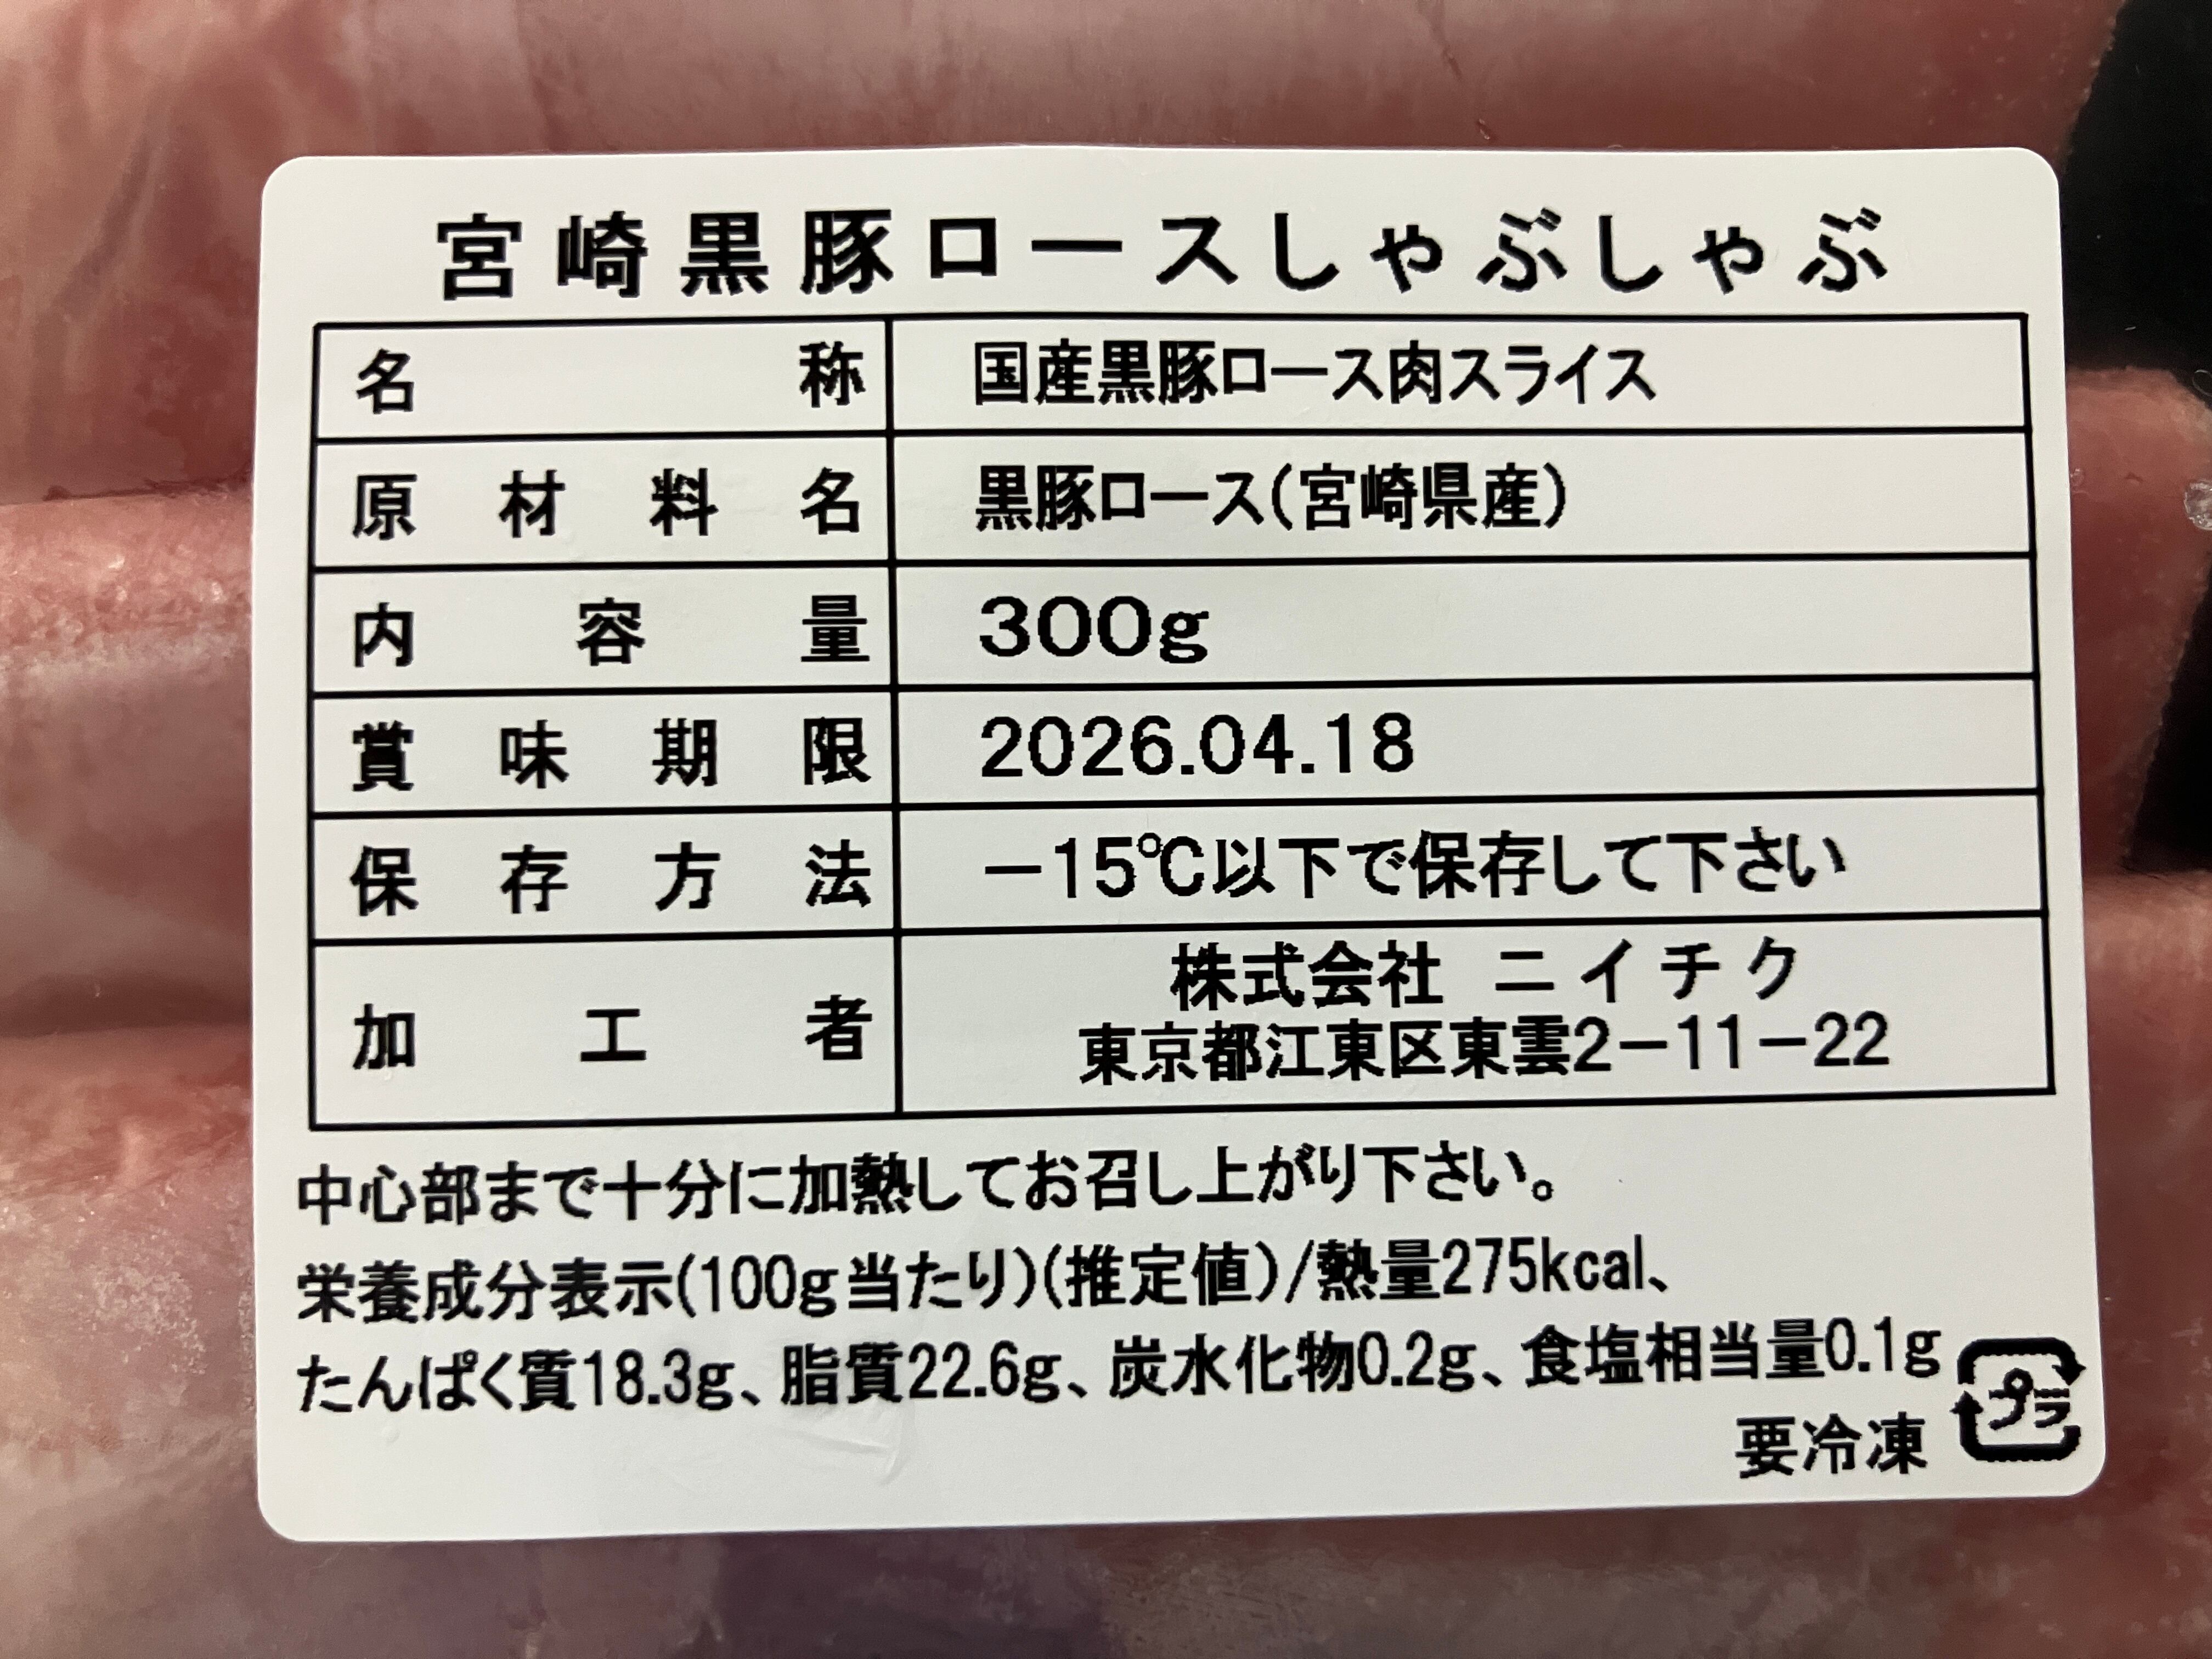 宮崎黒豚ロースしゃぶしゃぶ
名称 国産黒豚ロース肉スライス
原材料名 黒豚ロース(宮崎県産)
内容量 300g
賞味期限 2026.04.18
保存方法 －15℃以下で保存して下さい
加工者 株式会社 ニイチク
東京都江東区東雲2－11－22
中心部まで十分に加熱してお召し上がり下さい。
栄養成分表示(100g当たり)(推定値)/熱量275kcal、
たんぱく質18.3g、脂質22.6g、炭水化物0.2g、食塩相当量0.1g
プラ
要冷凍